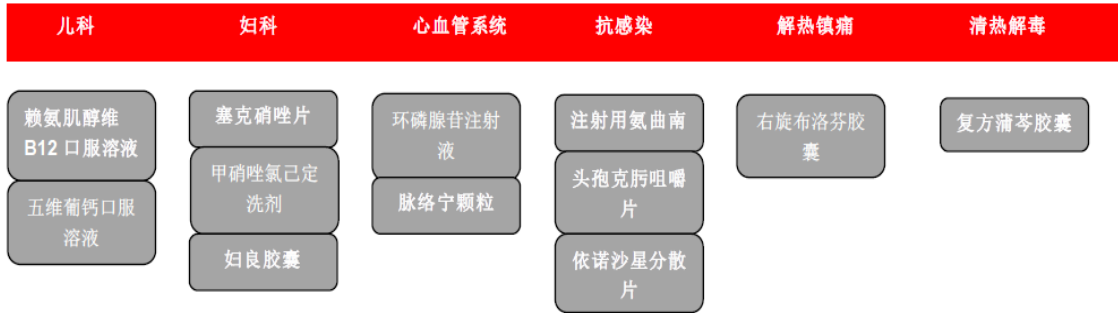 儿科
妇科
心血管系统
抗感染
解热镇痛
清热解毒
赖氨肌醇维
B12 口服溶液
五维葡钙口服
溶液
塞克硝唑片
甲硝唑氯己定
洗剂
妇良胶囊
环磷腺苷注射
液
脉络宁颗粒
注射用氨曲南
头孢克肟咀嚼
片
依诺沙星分散
片
右旋布洛芬胶
囊
复方蒲芩胶囊